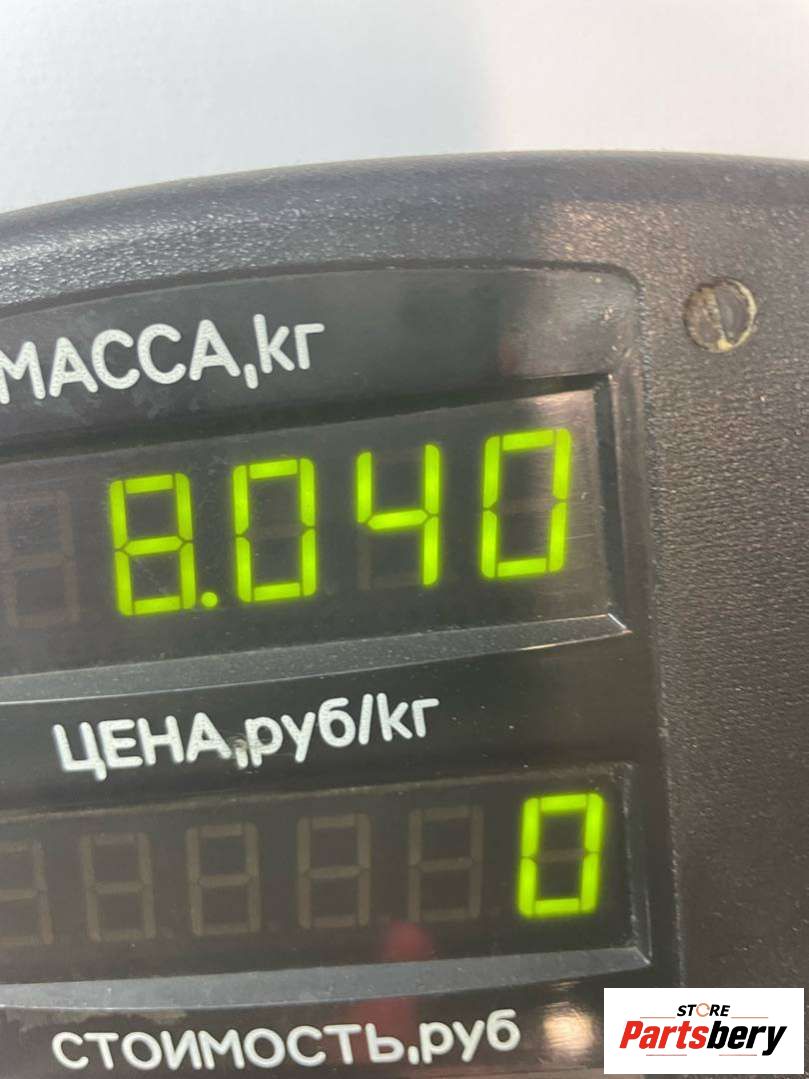 МАССА,кг
8.040
ЦЕНА,руб/кг
0
СТОИМОСТЬ,руб
STORE
Partsbery